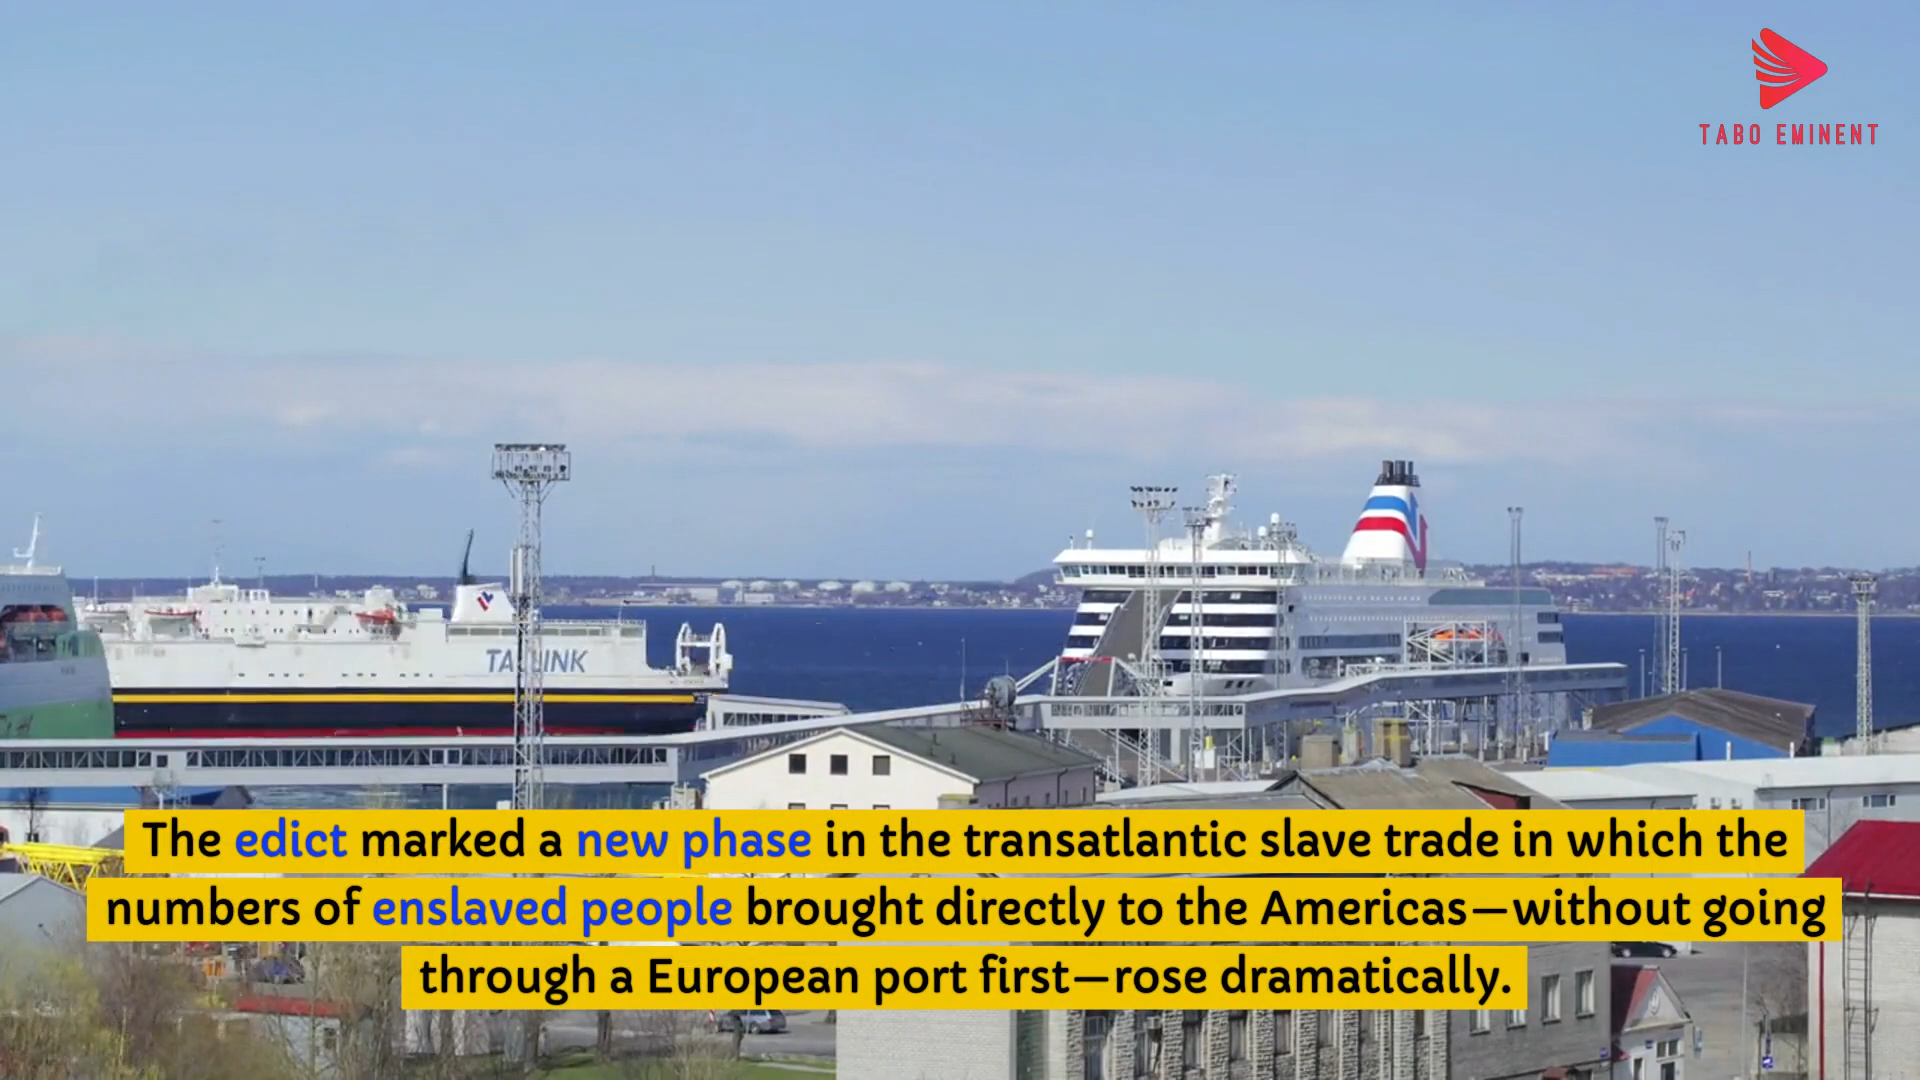 TABO EMINENT
TALLINK
The edict marked a new phase in the transatlantic slave trade in which the
numbers of enslaved people brought directly to the Americas—without going
through a European port first—rose dramatically.